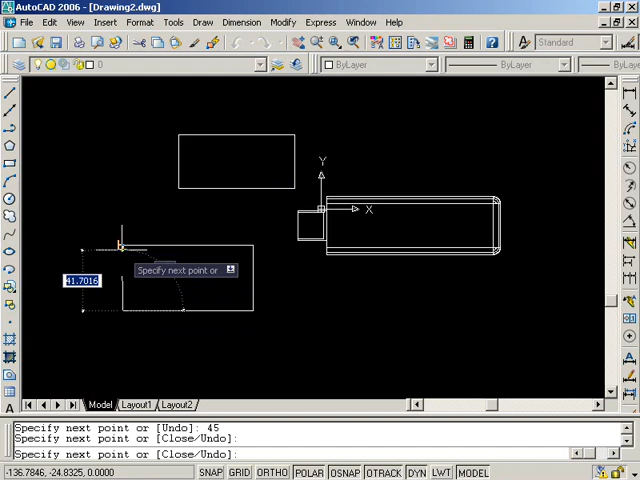 AutoCAD 2006 - [Drawing2.dwg]
File Edit View Insert Format Tools Draw Dimension Modify Express Window Help
Standard
0 ByLayer ByLayer
Y
X
Specify next point or
41.7016
Model Layout1 Layout2
Specify next point or [Undo]: 45
Specify next point or [Close/Undo]:
Specify next point or [Close/Undo]:
-136.7846, -24.8325, 0.0000 SNAP GRID ORTHO POLAR OSNAP OTRACK DYN LWT MODEL